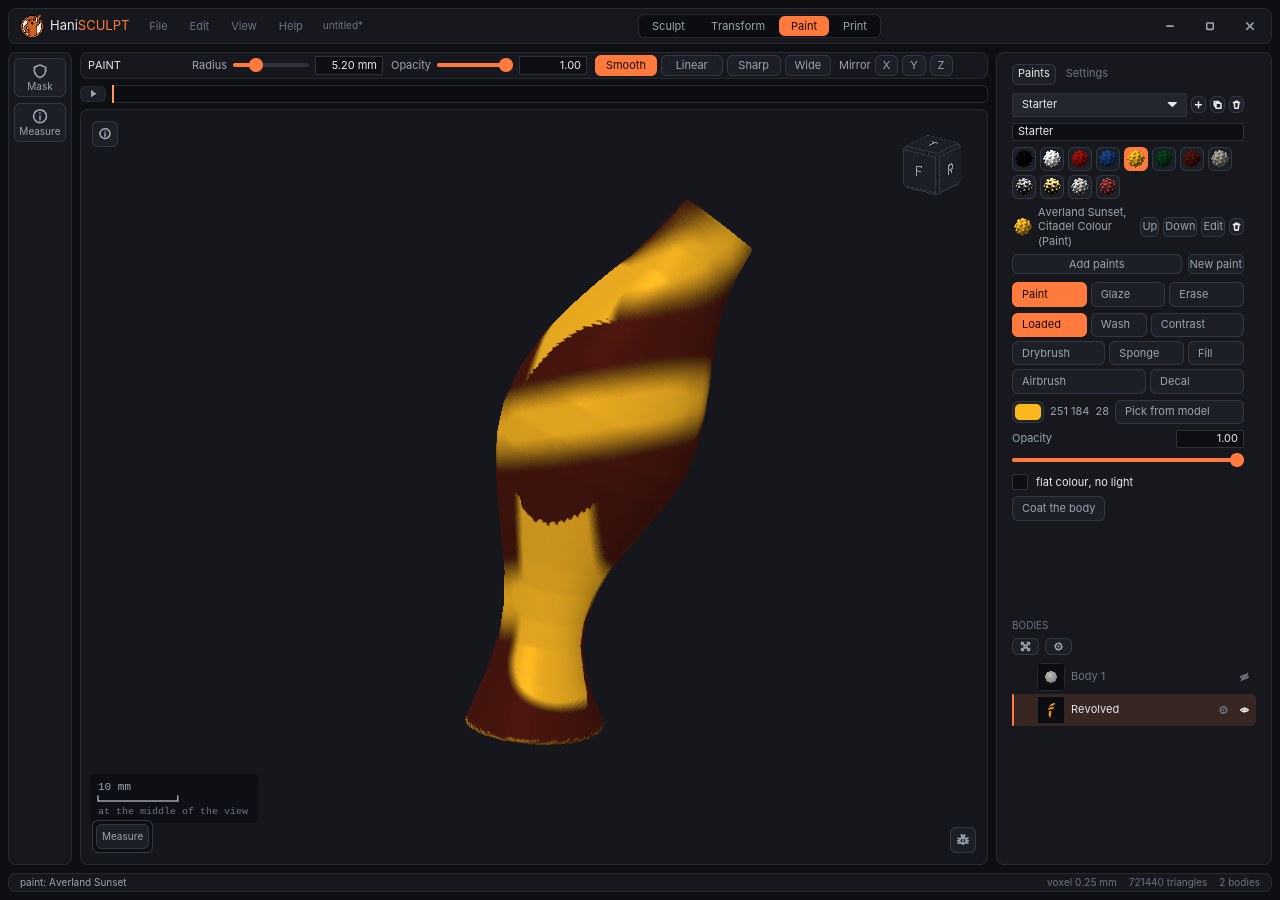 HaniSCULPT File Edit View Help untitled* Sculpt Transform Paint Print
Mask
Measure
PAINT Radius 5.20 mm Opacity 1.00 Smooth Linear Sharp Wide Mirror X Y Z
F R Y
10 mm
at the middle of the view
Measure
Paints Settings
Starter
Starter
Averland Sunset,
Citadel Colour
(Paint)
Up Down Edit
Add paints New paint
Paint Glaze Erase
Loaded Wash Contrast
Drybrush Sponge Fill
Airbrush Decal
251 184 28 Pick from model
Opacity 1.00
flat colour, no light
Coat the body
BODIES
Body 1
Revolved
paint: Averland Sunset voxel 0.25 mm 721440 triangles 2 bodies